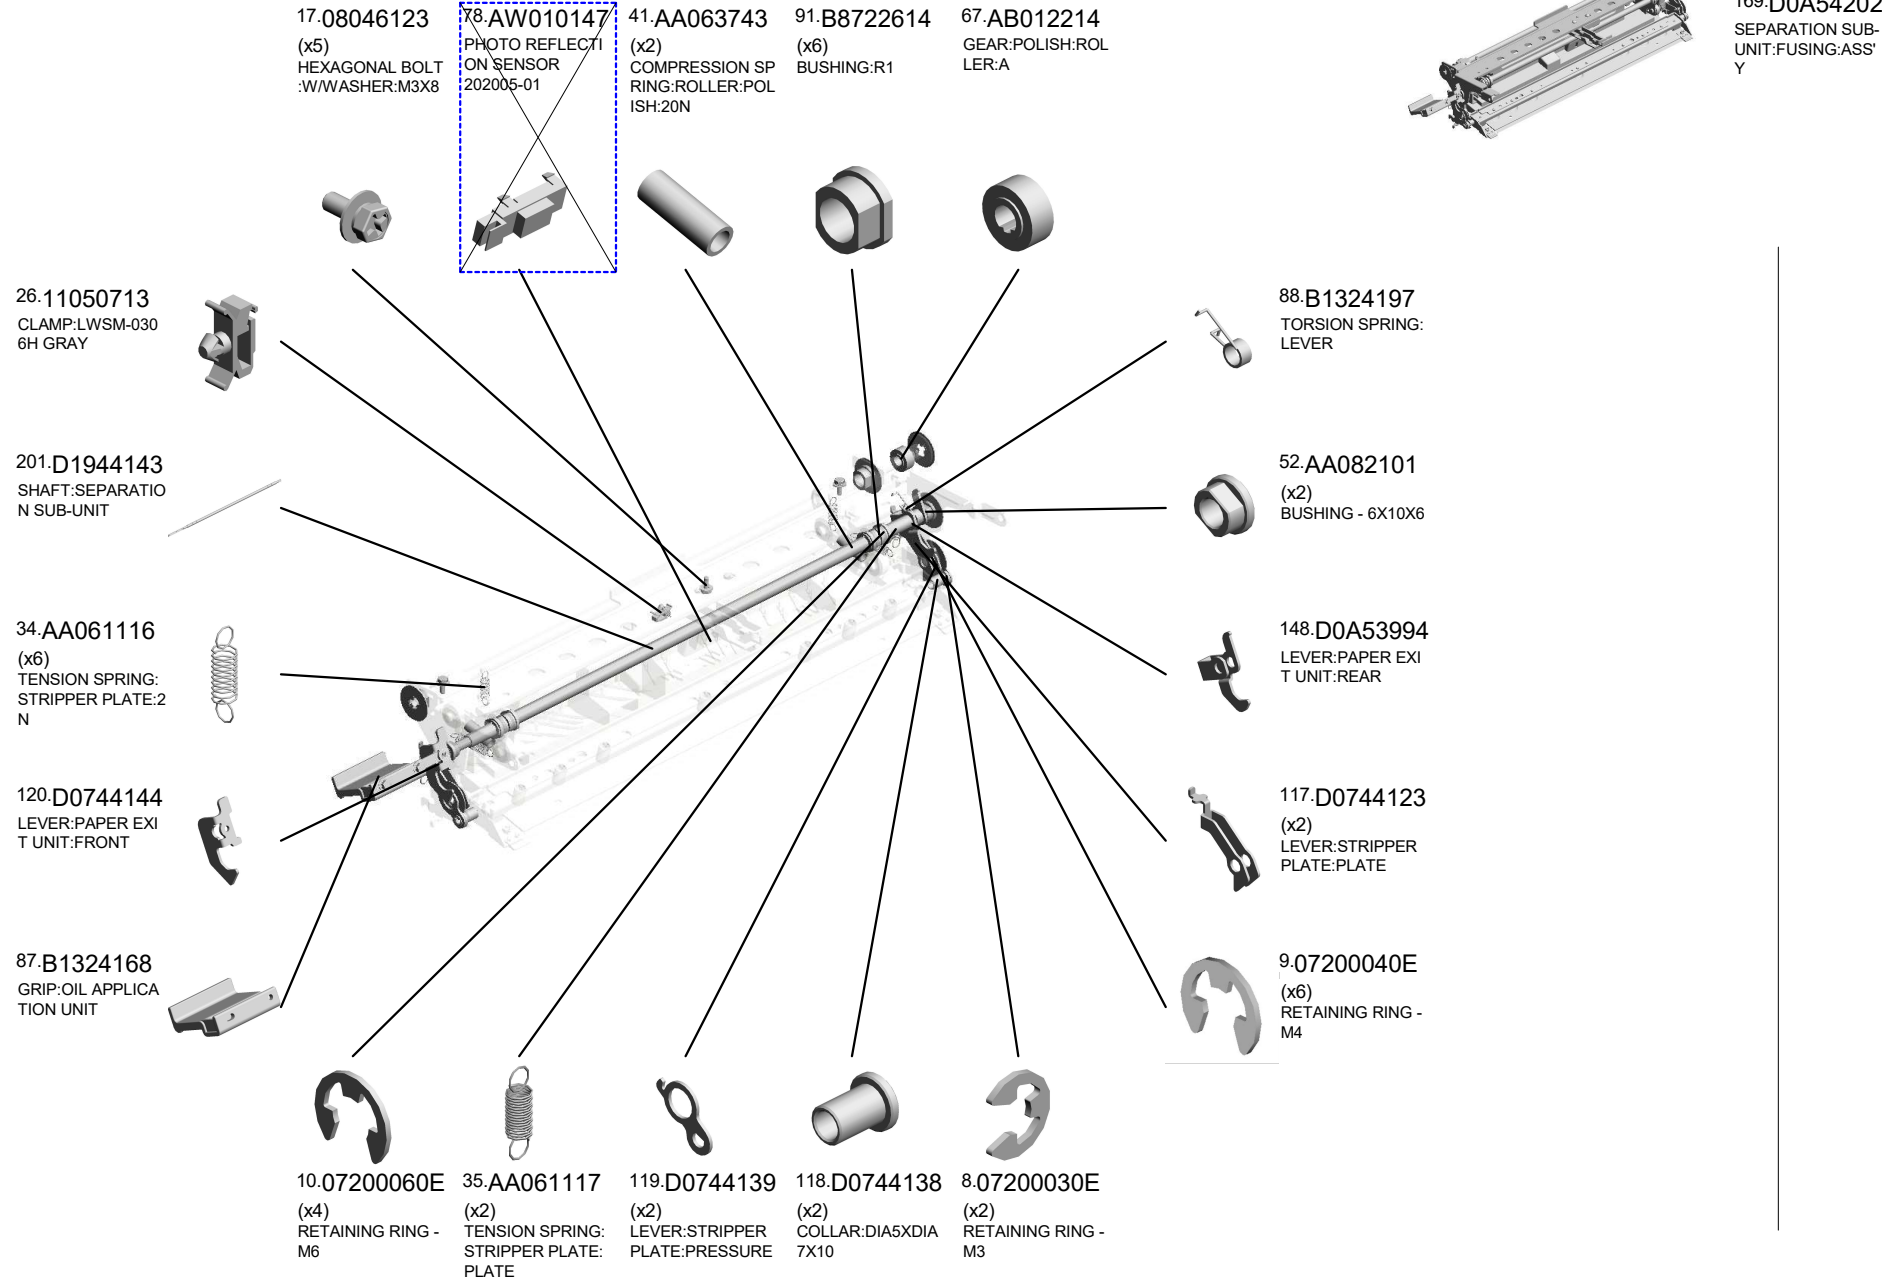 17.08046123
(x5)
HEXAGONAL BOLT
:W/WASHER:M3X8
78.AW010147
PHOTO REFLECTI
ON SENSOR
202005-01
41.AA063743
(x2)
COMPRESSION SP
RING:ROLLER:POL
ISH:20N
91.B8722614
(x6)
BUSHING:R1
67.AB012214
GEAR:POLISH:ROL
LER:A
169.D0A54202
SEPARATION SUB-
UNIT:FUSING:ASS'
Y
26.11050713
CLAMP:LWSM-030
6H GRAY
88.B1324197
TORSION SPRING:
LEVER
201.D1944143
SHAFT:SEPARATIO
N SUB-UNIT
52.AA082101
(x2)
BUSHING - 6X10X6
34.AA061116
(x6)
TENSION SPRING:
STRIPPER PLATE:2
N
148.D0A53994
LEVER:PAPER EXI
T UNIT:REAR
120.D0744144
LEVER:PAPER EXI
T UNIT:FRONT
117.D0744123
(x2)
LEVER:STRIPPER
PLATE:PLATE
87.B1324168
GRIP:OIL APPLICA
TION UNIT
9.07200040E
(x6)
RETAINING RING -
M4
10.07200060E
(x4)
RETAINING RING -
M6
35.AA061117
(x2)
TENSION SPRING:
STRIPPER PLATE:
PLATE
119.D0744139
(x2)
LEVER:STRIPPER
PLATE:PRESSURE
118.D0744138
(x2)
COLLAR:DIA5XDIA
7X10
8.07200030E
(x2)
RETAINING RING -
M3